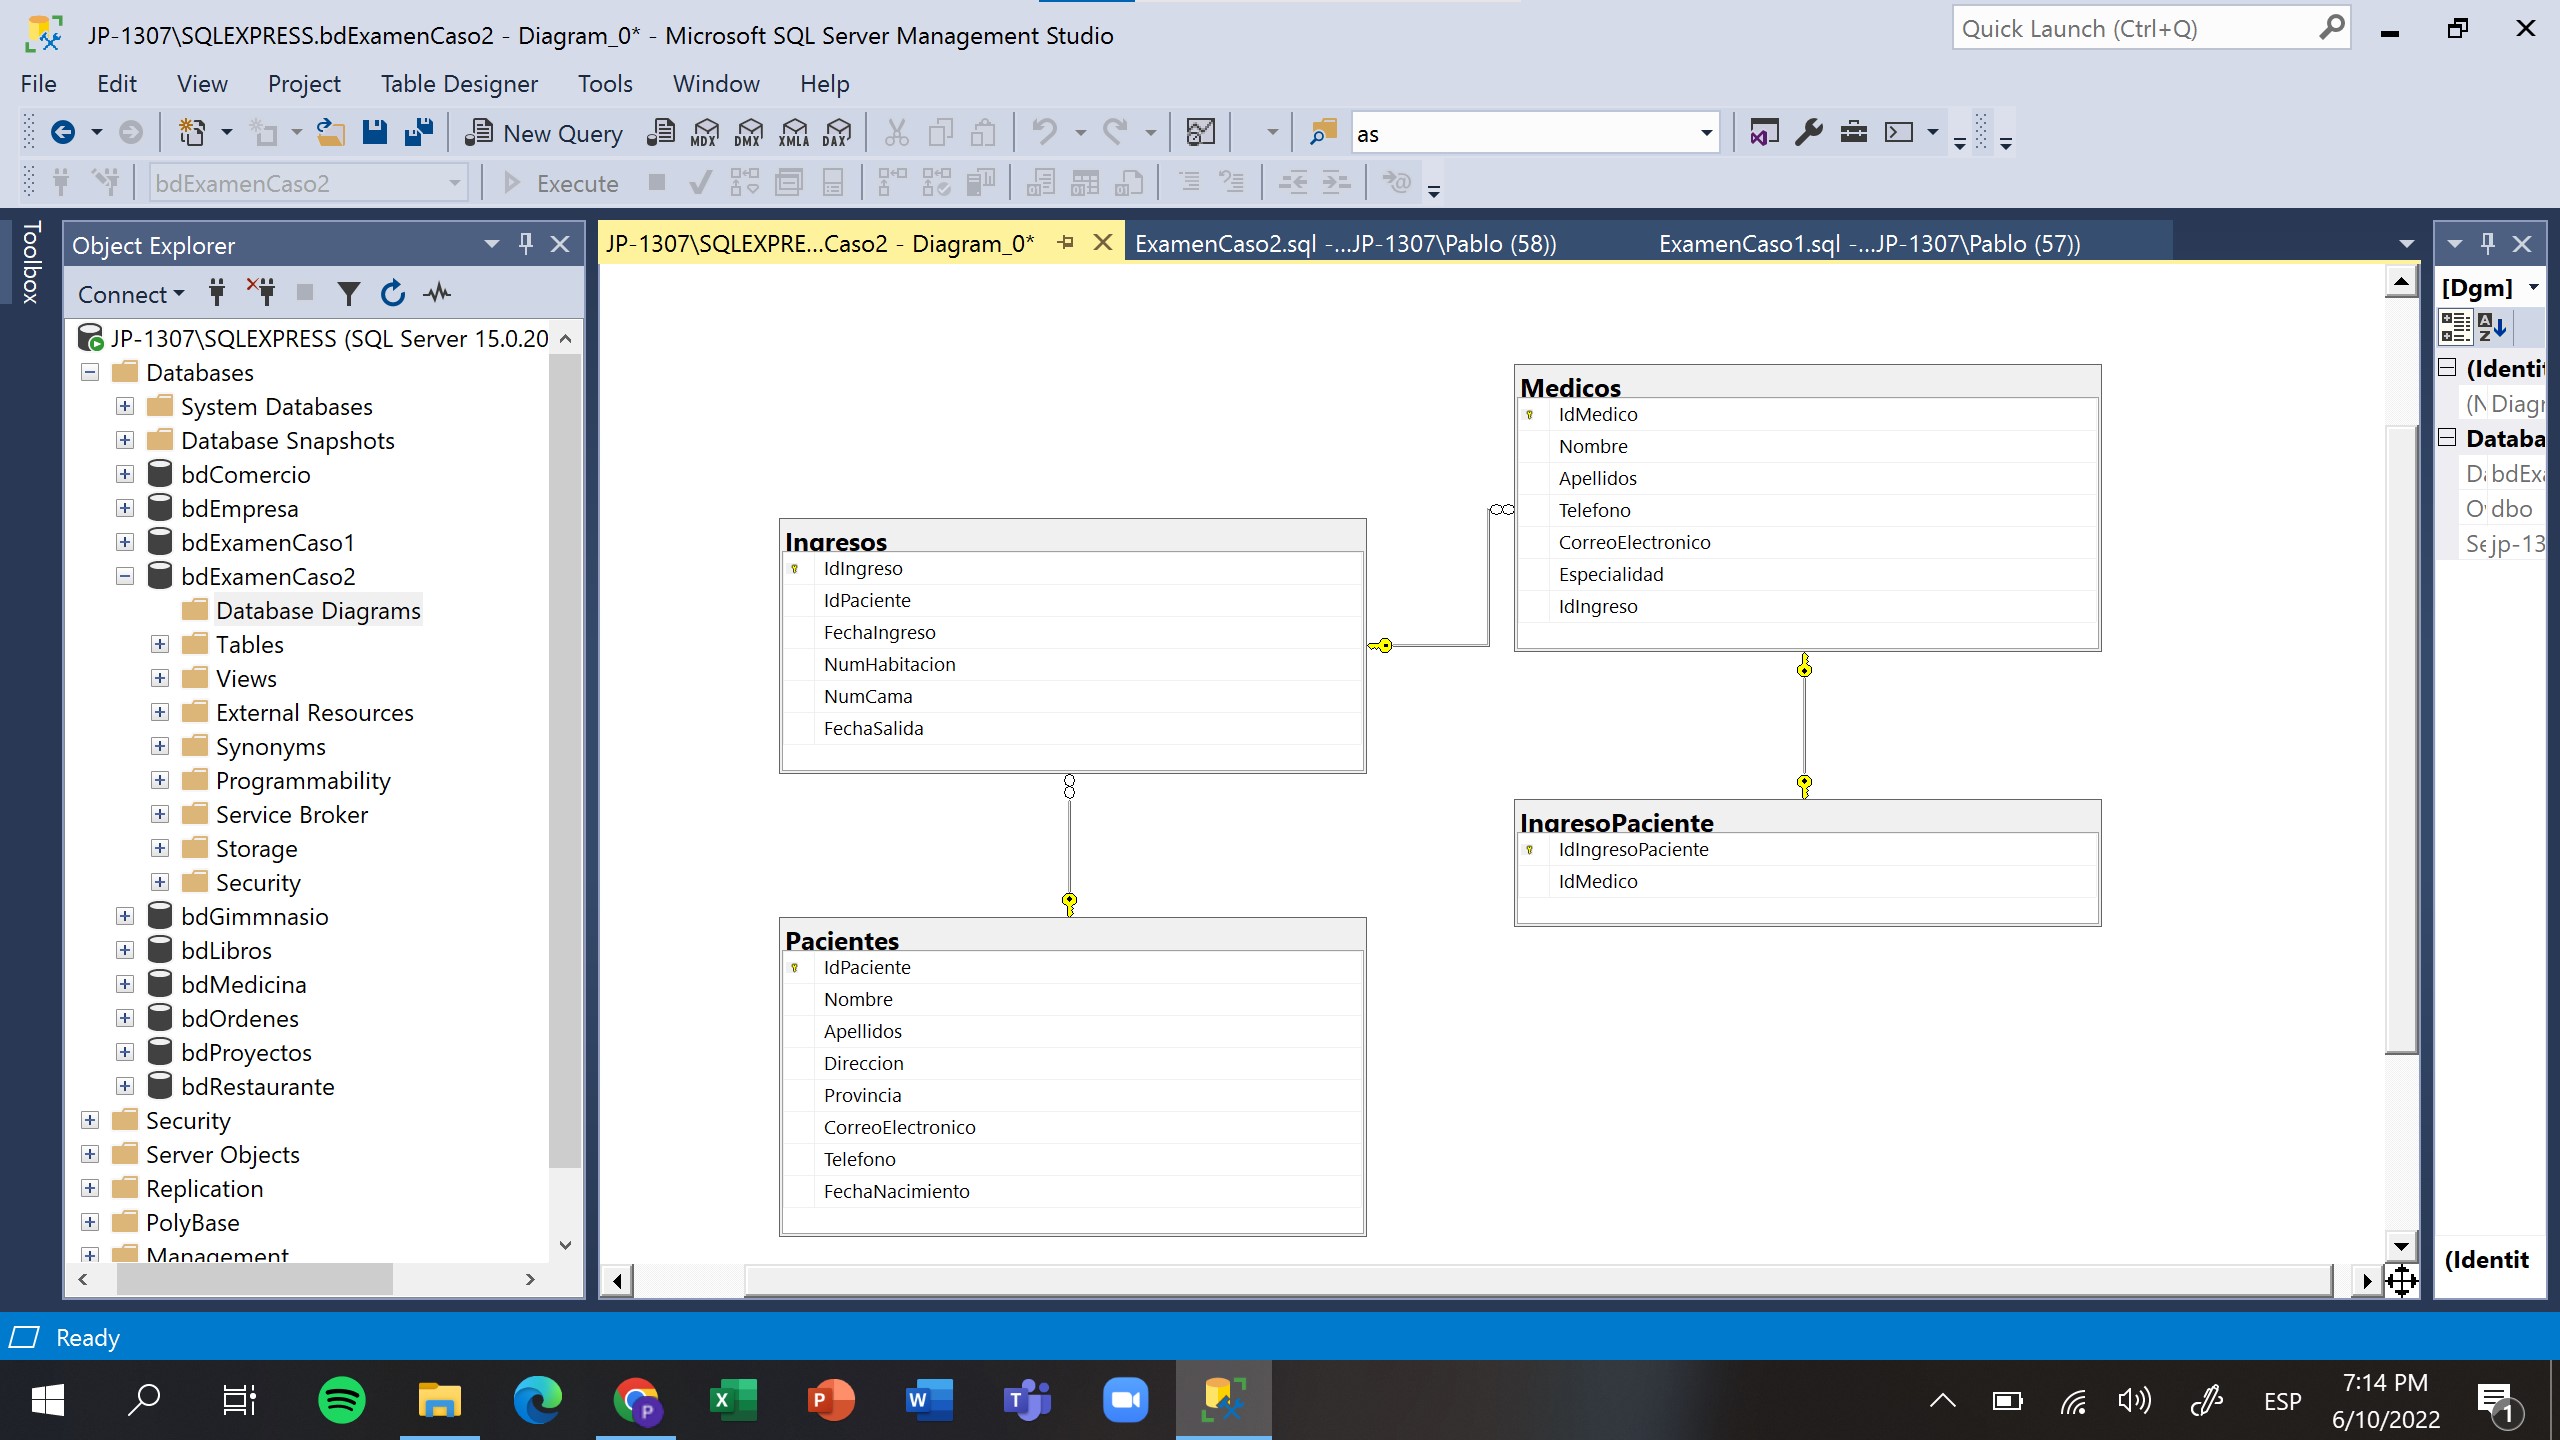 JP-1307\SQLEXPRESS.bdExamenCaso2 - Diagram_0* - Microsoft SQL Server Management Studio
Quick Launch (Ctrl+Q)
File Edit View Project Table Designer Tools Window Help
New Query MDX DMX XMLA DAX as
bdExamenCaso2 Execute
Toolbox
Object Explorer
Connect
JP-1307\SQLEXPRESS (SQL Server 15.0.20
Databases
System Databases
Database Snapshots
bdComercio
bdEmpresa
bdExamenCaso1
bdExamenCaso2
Database Diagrams
Tables
Views
External Resources
Synonyms
Programmability
Service Broker
Storage
Security
bdGimmnasio
bdLibros
bdMedicina
bdOrdenes
bdProyectos
bdRestaurante
Security
Server Objects
Replication
PolyBase
Management
JP-1307\SQLEXPRE...Caso2 - Diagram_0*
ExamenCaso2.sql -...JP-1307\Pablo (58))
ExamenCaso1.sql -...JP-1307\Pablo (57))
Ingresos
IdIngreso
IdPaciente
FechaIngreso
NumHabitacion
NumCama
FechaSalida
Pacientes
IdPaciente
Nombre
Apellidos
Direccion
Provincia
CorreoElectronico
Telefono
FechaNacimiento
Medicos
IdMedico
Nombre
Apellidos
Telefono
CorreoElectronico
Especialidad
IdIngreso
IngresoPaciente
IdIngresoPaciente
IdMedico
[Dgm]
(Identi
(N Diagr
Databa
bdExa
dbo
jp-13
(Identit
Ready
ESP
7:14 PM
6/10/2022
1